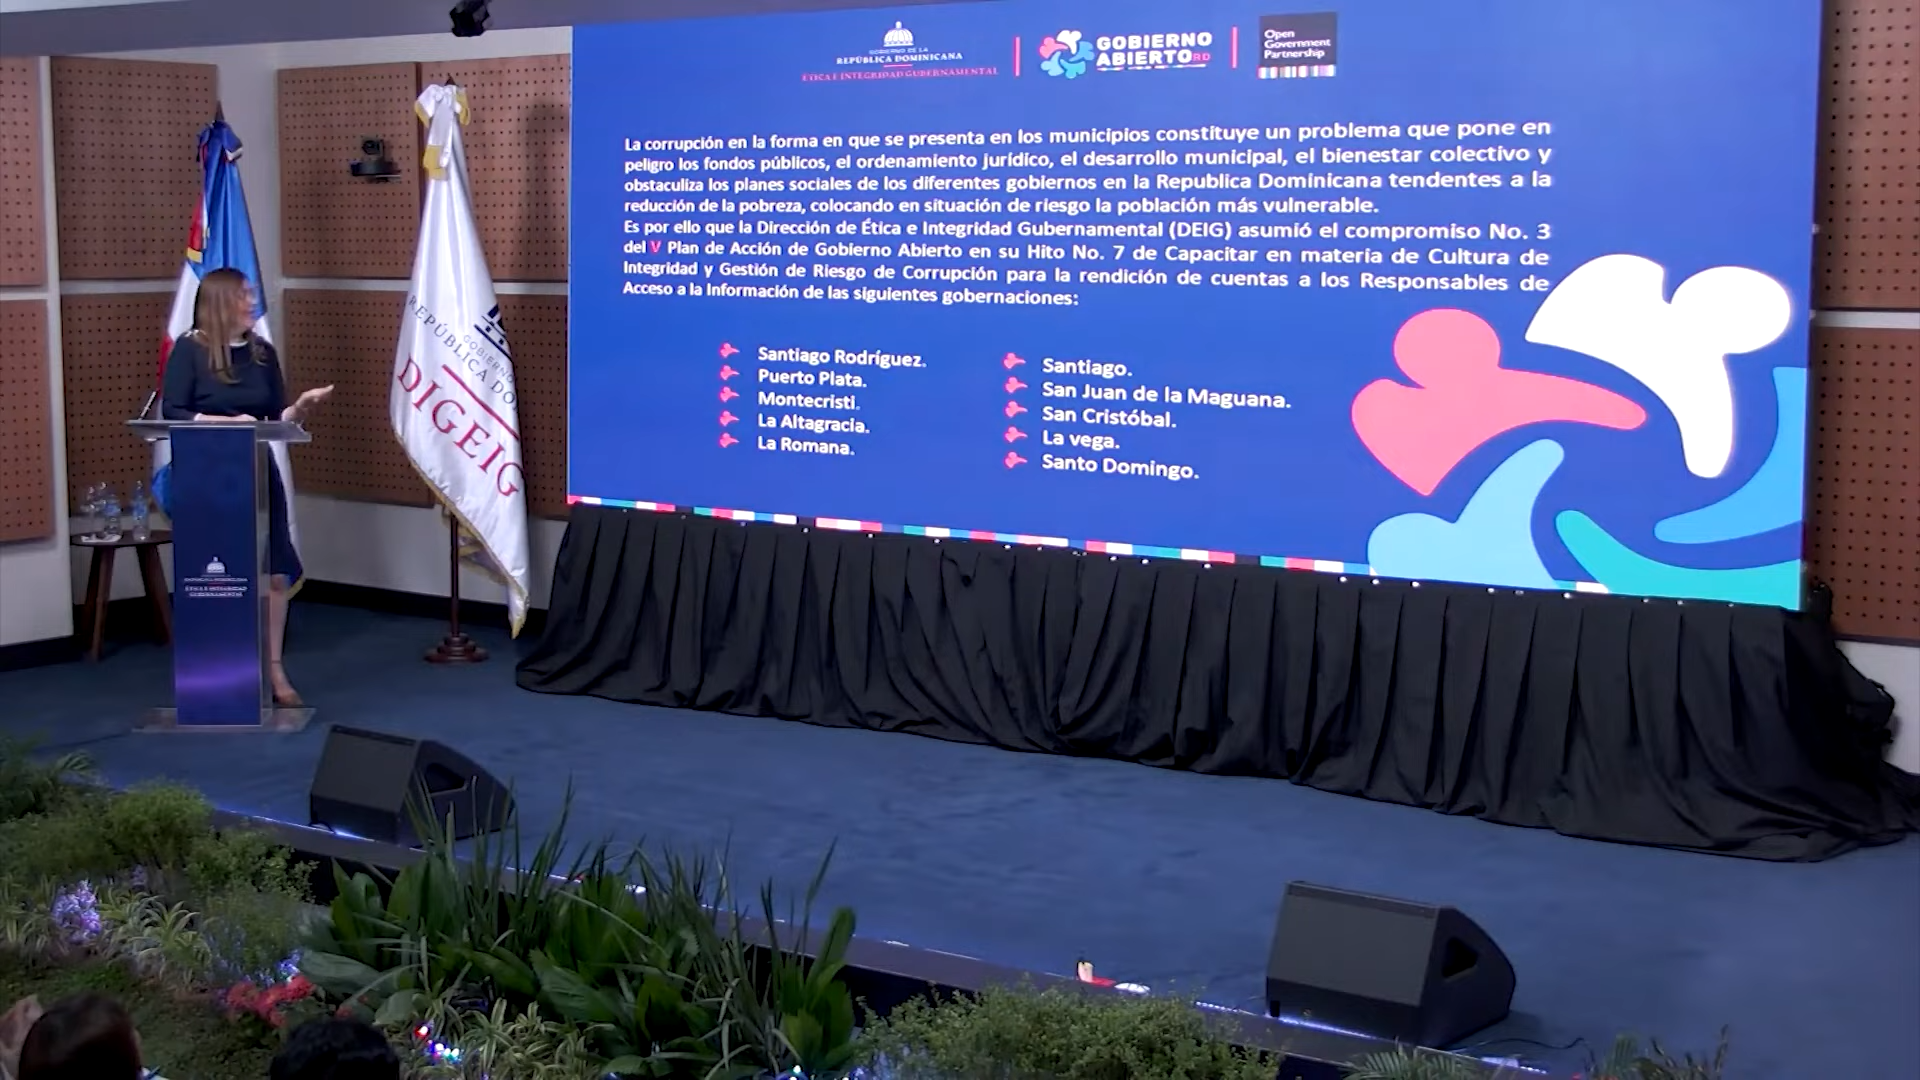 GOBIERNO DE LA
REPÚBLICA DOMINICANA
ÉTICA E INTEGRIDAD GUBERNAMENTAL
GOBIERNO
ABIERTO RD
Open
Government
Partnership
La corrupción en la forma en que se presenta en los municipios constituye un problema que pone en
peligro los fondos públicos, el ordenamiento jurídico, el desarrollo municipal, el bienestar colectivo y
obstaculiza los planes sociales de los diferentes gobiernos en la Republica Dominicana tendentes a la
reducción de la pobreza, colocando en situación de riesgo la población más vulnerable.
Es por ello que la Dirección de Ética e Integridad Gubernamental (DEIG) asumió el compromiso No. 3
del V Plan de Acción de Gobierno Abierto en su Hito No. 7 de Capacitar en materia de Cultura de
Integridad y Gestión de Riesgo de Corrupción para la rendición de cuentas a los Responsables de
Acceso a la Información de las siguientes gobernaciones:
Santiago Rodríguez.
Puerto Plata.
Montecristi.
La Altagracia.
La Romana.
Santiago.
San Juan de la Maguana.
San Cristóbal.
La vega.
Santo Domingo.
GOBIERNO
REPÚBLICA DO
DIGEIG
ÉTICA E INTEGRIDAD
GUBERNAMENTAL